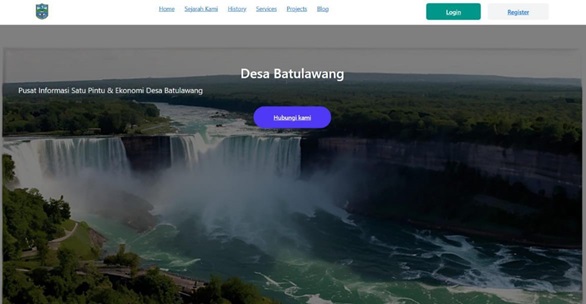 Home Sejarah Kami History Services Projects Blog Login Register
Desa Batulawang
Pusat Informasi Satu Pintu & Ekonomi Desa Batulawang
Hubungi kami